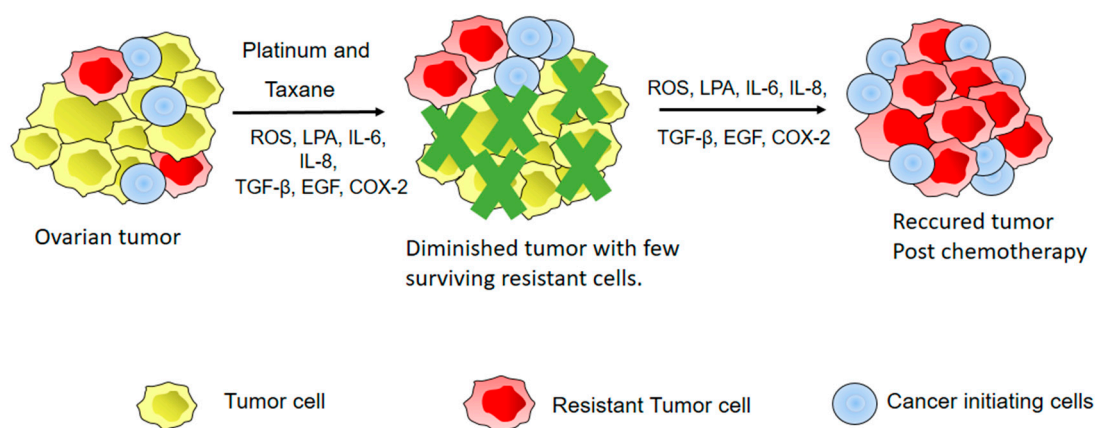 Platinum and
Taxane
ROS, LPA, IL-6,
IL-8,
TGF-β, EGF, COX-2
ROS, LPA, IL-6, IL-8,
TGF-β, EGF, COX-2
Ovarian tumor
Diminished tumor with few
surviving resistant cells.
Reccured tumor
Post chemotherapy
Tumor cell
Resistant Tumor cell
Cancer initiating cells